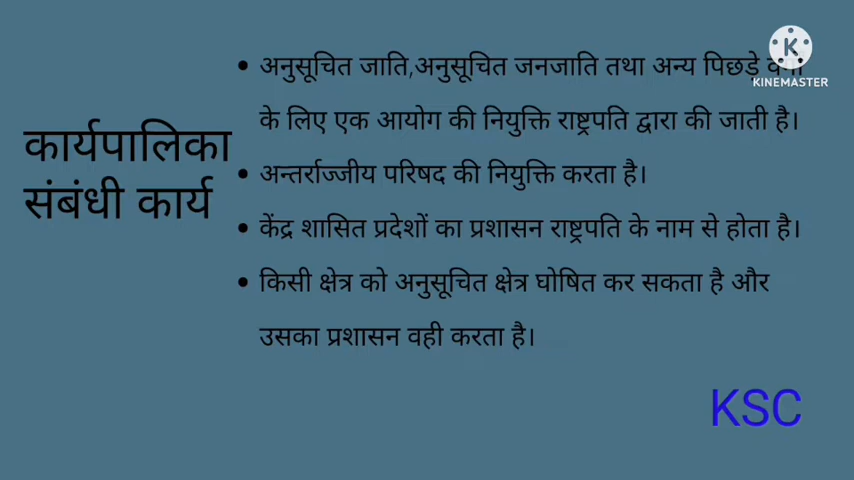 कार्यपालिका
संबंधी कार्य
अनुसूचित जाति,अनुसूचित जनजाति तथा अन्य पिछड़े
के लिए एक आयोग की नियुक्ति राष्ट्रपति द्वारा की जाती है।
अन्तर्राज्जीय परिषद की नियुक्ति करता है।
केंद्र शासित प्रदेशों का प्रशासन राष्ट्रपति के नाम से होता है।
किसी क्षेत्र को अनुसूचित क्षेत्र घोषित कर सकता है और
उसका प्रशासन वही करता है।
K
KINEMASTER
KSC